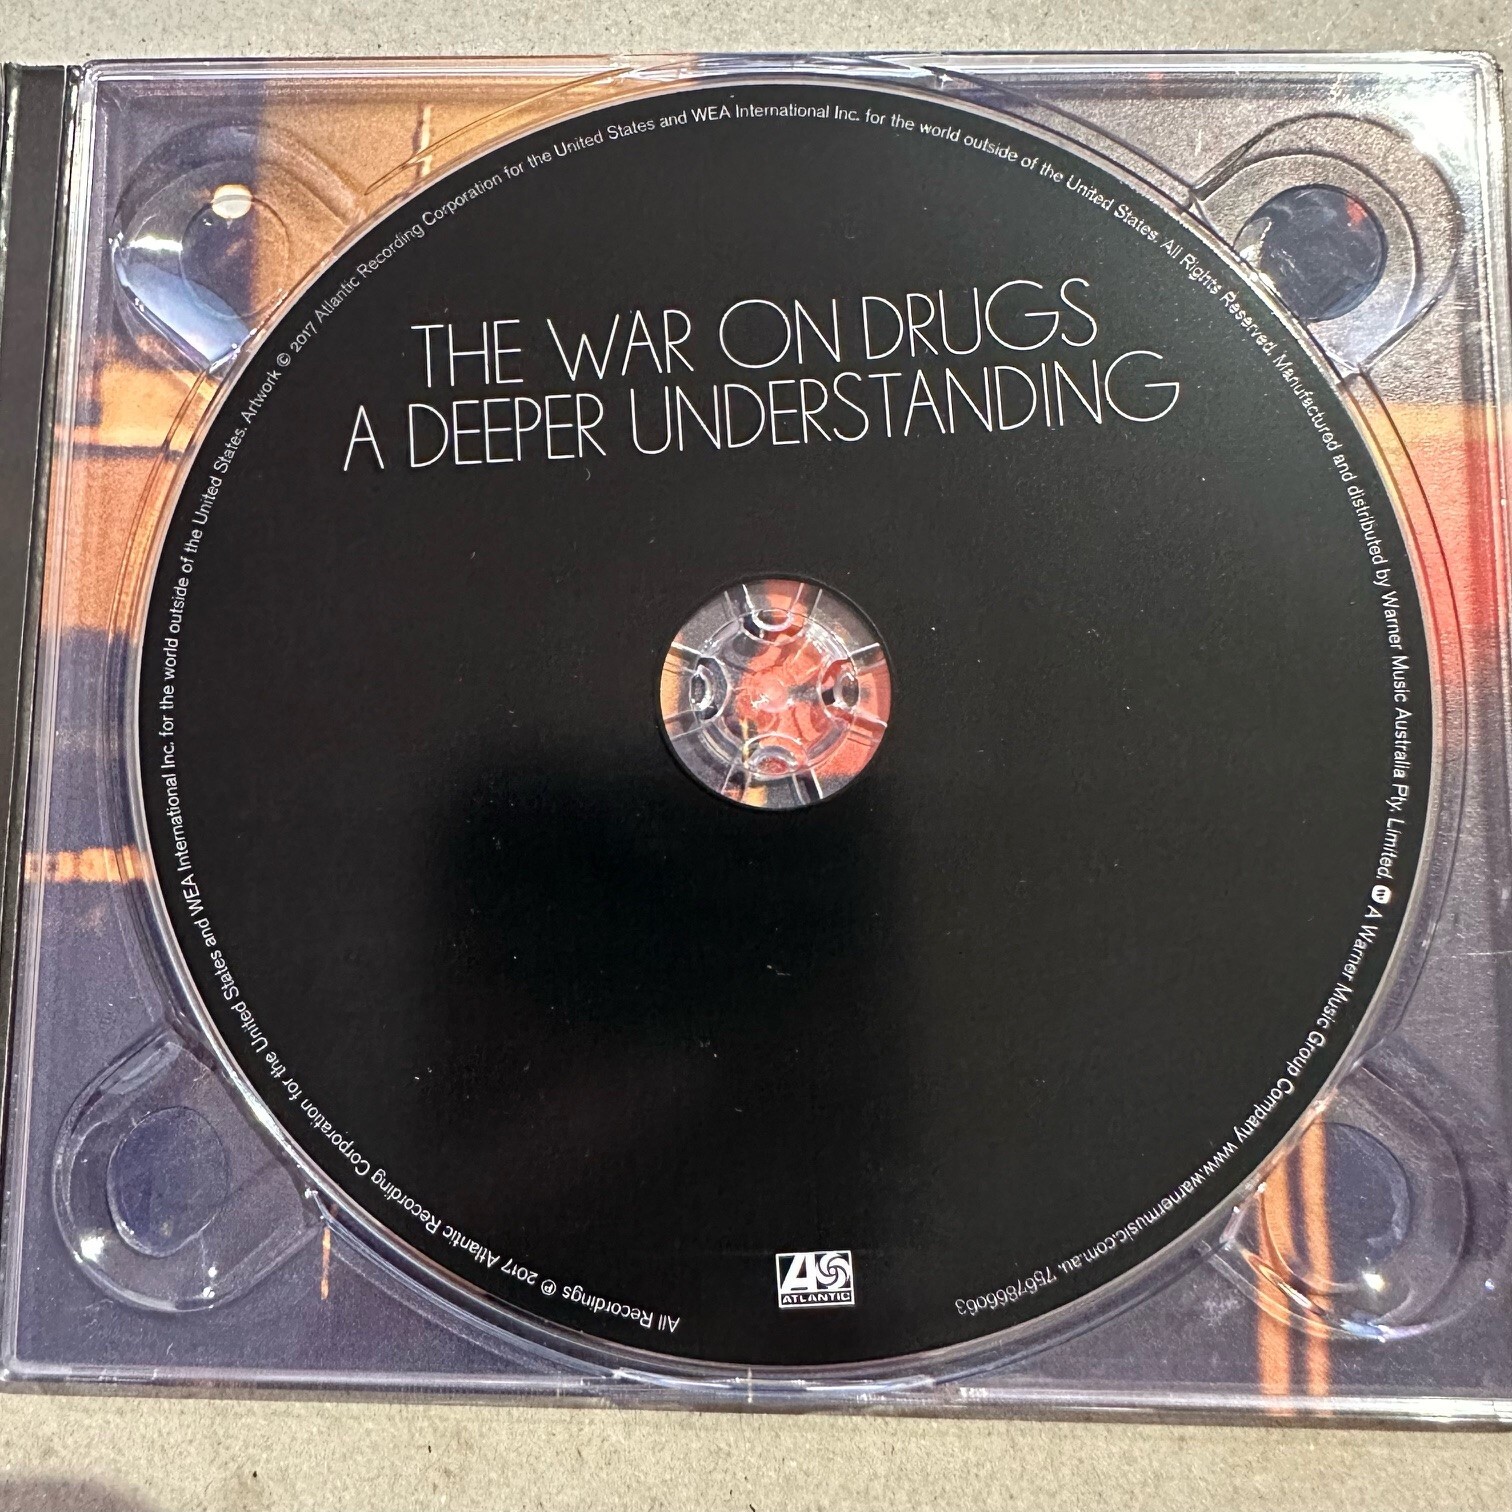 THE WAR ON DRUGS
A DEEPER UNDERSTANDING
All Recordings ℗ 2017 Atlantic Recording Corporation for the United States and WEA International Inc. for the world outside of the United States. Artwork © 2017 Atlantic Recording Corporation for the United States and WEA International Inc. for the world outside of the United States. All Rights Reserved. Manufactured and distributed by Warner Music Australia Pty. Limited. A Warner Music Group Company www.warnermusic.com.au. 7567866063
A
ATLANTIC